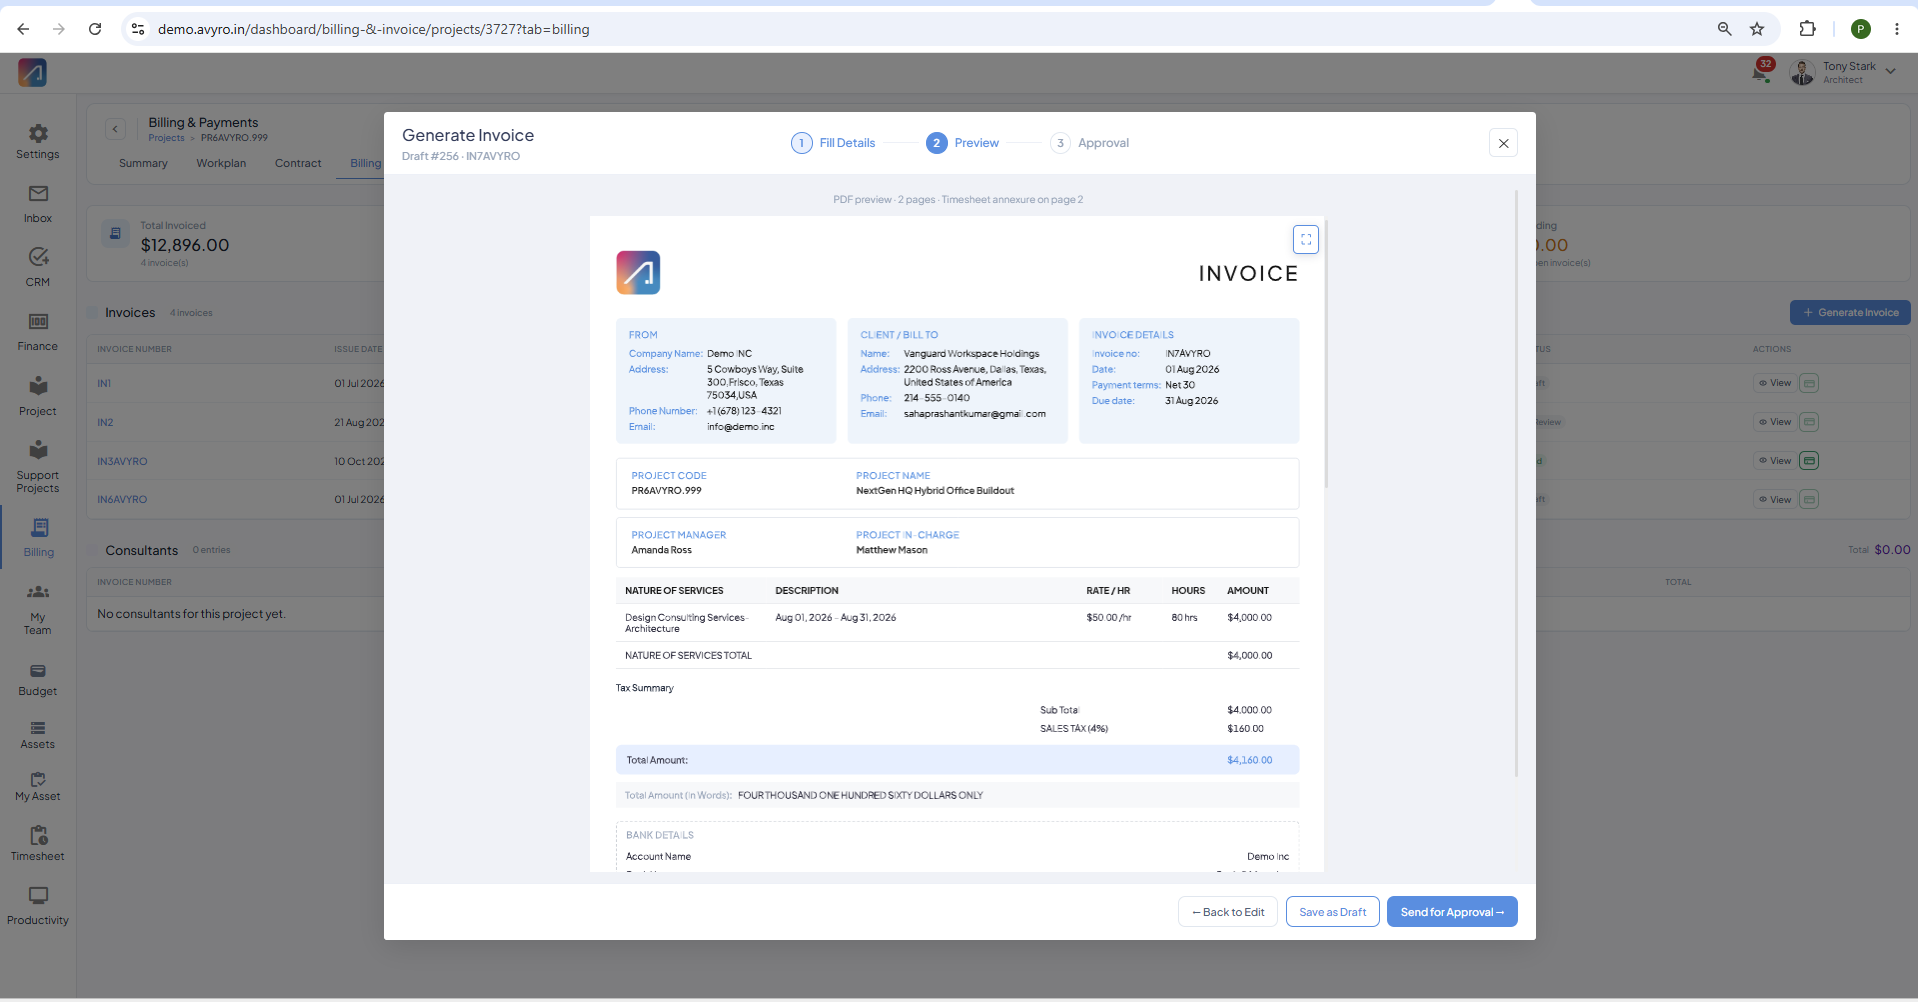 demo.avyro.in/dashboard/billing-&-invoice/projects/3727?tab=billing
P
32
Tony Stark
Architect
Settings
Inbox
CRM
Finance
Project
Support
Projects
Billing
My
Team
Budget
Assets
My Asset
Timesheet
Productivity
Billing & Payments
Projects > PR6AVYRO.999
Summary Workplan Contract Billing
Total Invoiced
$12,896.00
4 invoice(s)
Invoices 4 invoices
INVOICE NUMBER ISSUE DATE
IN1 01 Jul 2026
IN2 21 Aug 202
IN3AVYRO 10 Oct 202
IN6AVYRO 01 Jul 2026
Consultants 0 entries
INVOICE NUMBER
No consultants for this project yet.
Generate Invoice
Draft #256 · IN7AVYRO
1 Fill Details 2 Preview 3 Approval
PDF preview · 2 pages · Timesheet annexure on page 2
INVOICE
FROM
Company Name: Demo INC
Address: 5 Cowboys Way, Suite
300,Frisco, Texas
75034,USA
Phone Number: +1 (678) 123-4321
Email: info@demo.inc
CLIENT / BILL TO
Name: Vanguard Workspace Holdings
Address: 2200 Ross Avenue, Dallas, Texas,
United States of America
Phone: 214-555-0140
Email: sahaprashantkumar@gmail.com
INVOICE DETAILS
Invoice no: IN7AVYRO
Date: 01 Aug 2026
Payment terms: Net 30
Due date: 31 Aug 2026
PROJECT CODE PROJECT NAME
PR6AVYRO.999 NextGen HQ Hybrid Office Buildout
PROJECT MANAGER PROJECT IN-CHARGE
Amanda Ross Matthew Mason
NATURE OF SERVICES DESCRIPTION RATE / HR HOURS AMOUNT
Design Consulting Services - Aug 01, 2026 - Aug 31, 2026 $50.00 /hr 80 hrs $4,000.00
Architecture
NATURE OF SERVICES TOTAL $4,000.00
Tax Summary
Sub Total $4,000.00
SALES TAX (4%) $160.00
Total Amount: $4,160.00
Total Amount (In Words): FOUR THOUSAND ONE HUNDRED SIXTY DOLLARS ONLY
BANK DETAILS
Account Name Demo Inc
← Back to Edit Save as Draft Send for Approval →
ding
0.00
en invoice(s)
+ Generate Invoice
TUS ACTIONS
aft View
Review View
d View
aft View
Total $0.00
TOTAL